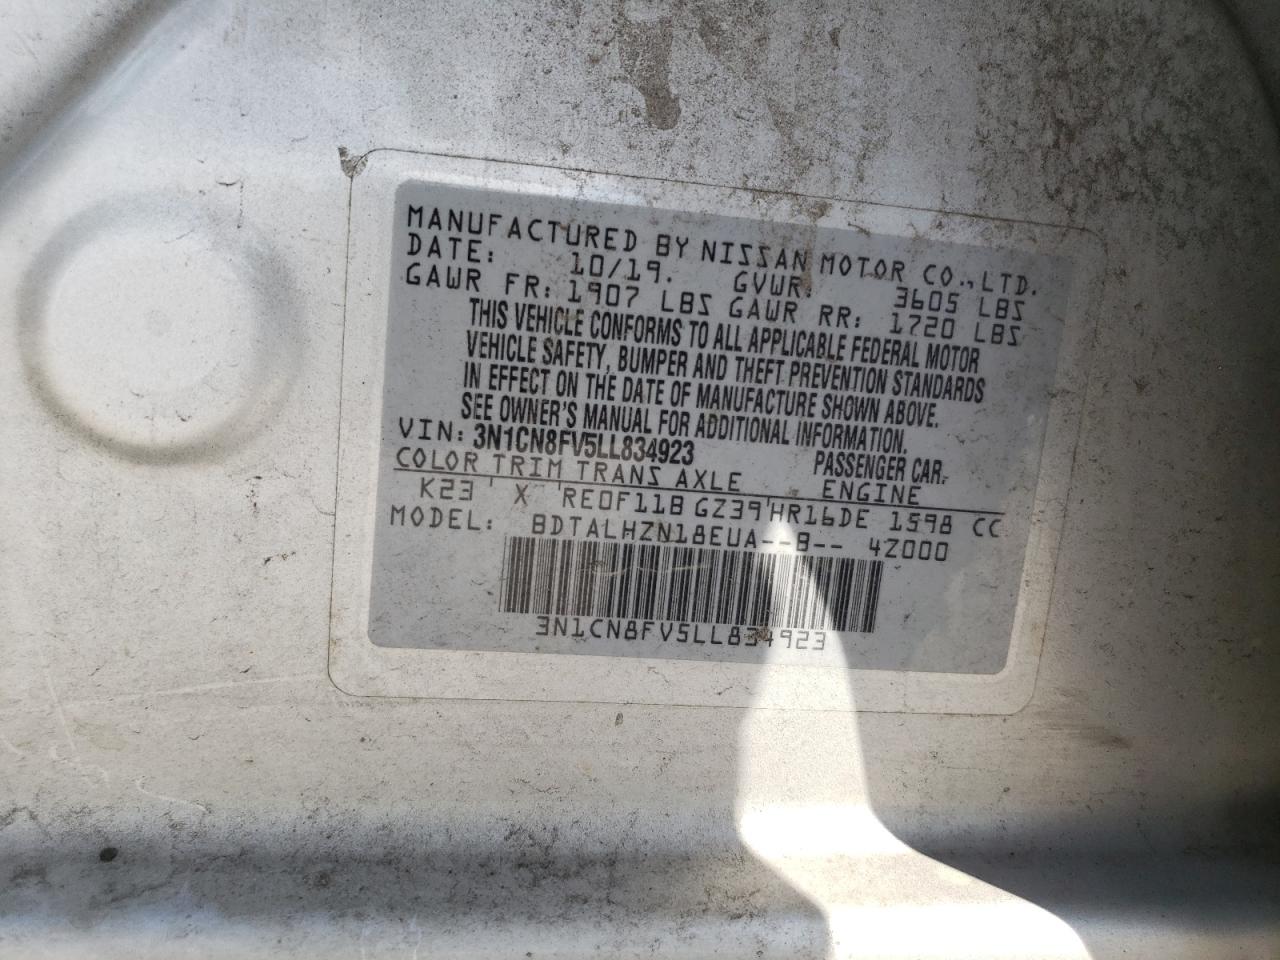 MANUFACTURED BY NISSAN MOTOR CO.,LTD.
DATE: 10/19. GVWR: 3605 LBS
GAWR FR: 1907 LBS GAWR RR: 1720 LBS
THIS VEHICLE CONFORMS TO ALL APPLICABLE FEDERAL MOTOR
VEHICLE SAFETY, BUMPER AND THEFT PREVENTION STANDARDS
IN EFFECT ON THE DATE OF MANUFACTURE SHOWN ABOVE.
SEE OWNER'S MANUAL FOR ADDITIONAL INFORMATION.
VIN: 3N1CN8FV5LL834923 PASSENGER CAR.
COLOR TRIM TRANS AXLE ENGINE
K23 X RE0F11B GZ39 HR16DE 1598 CC
MODEL: BDTALHZN18EUA--B-- 4Z000
3N1CN8FV5LL834923